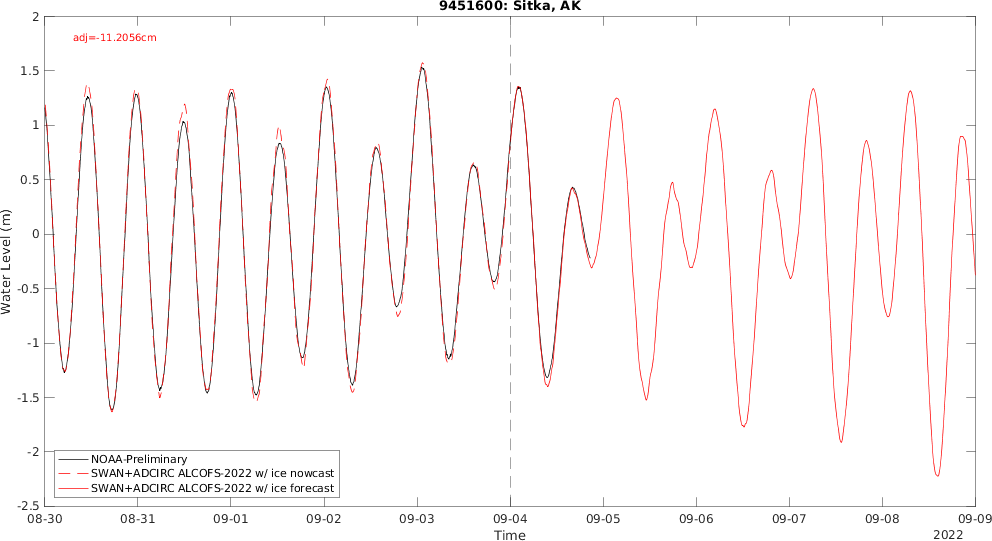 9451600: Sitka, AK
adj=-11.2056cm
2
1.5
1
0.5
0
-0.5
-1
-1.5
-2
-2.5
Water Level (m)
NOAA-Preliminary
SWAN+ADCIRC ALCOFS-2022 w/ ice nowcast
SWAN+ADCIRC ALCOFS-2022 w/ ice forecast
08-30 08-31 09-01 09-02 09-03 09-04 09-05 09-06 09-07 09-08 09-09
Time
2022